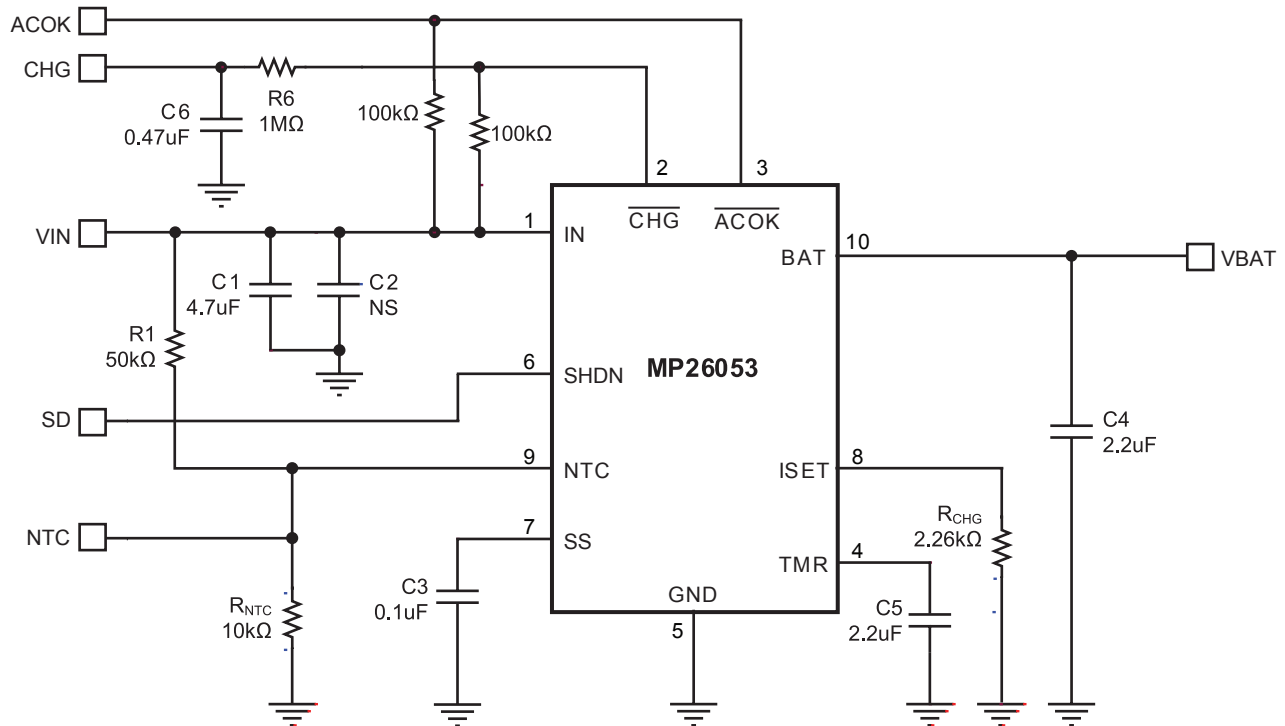 ACOK
CHG
C6
0.47uF
R6
1MΩ
100kΩ
100kΩ
2
3
VIN
1
IN
CHG
ACOK
BAT
10
VBAT
C1
4.7uF
C2
NS
R1
50kΩ
6
SHDN
MP26053
SD
C4
2.2uF
9
NTC
ISET
8
NTC
7
SS
RCHG
2.26kΩ
TMR
4
C3
0.1uF
GND
5
C5
2.2uF
RNTC
10kΩ